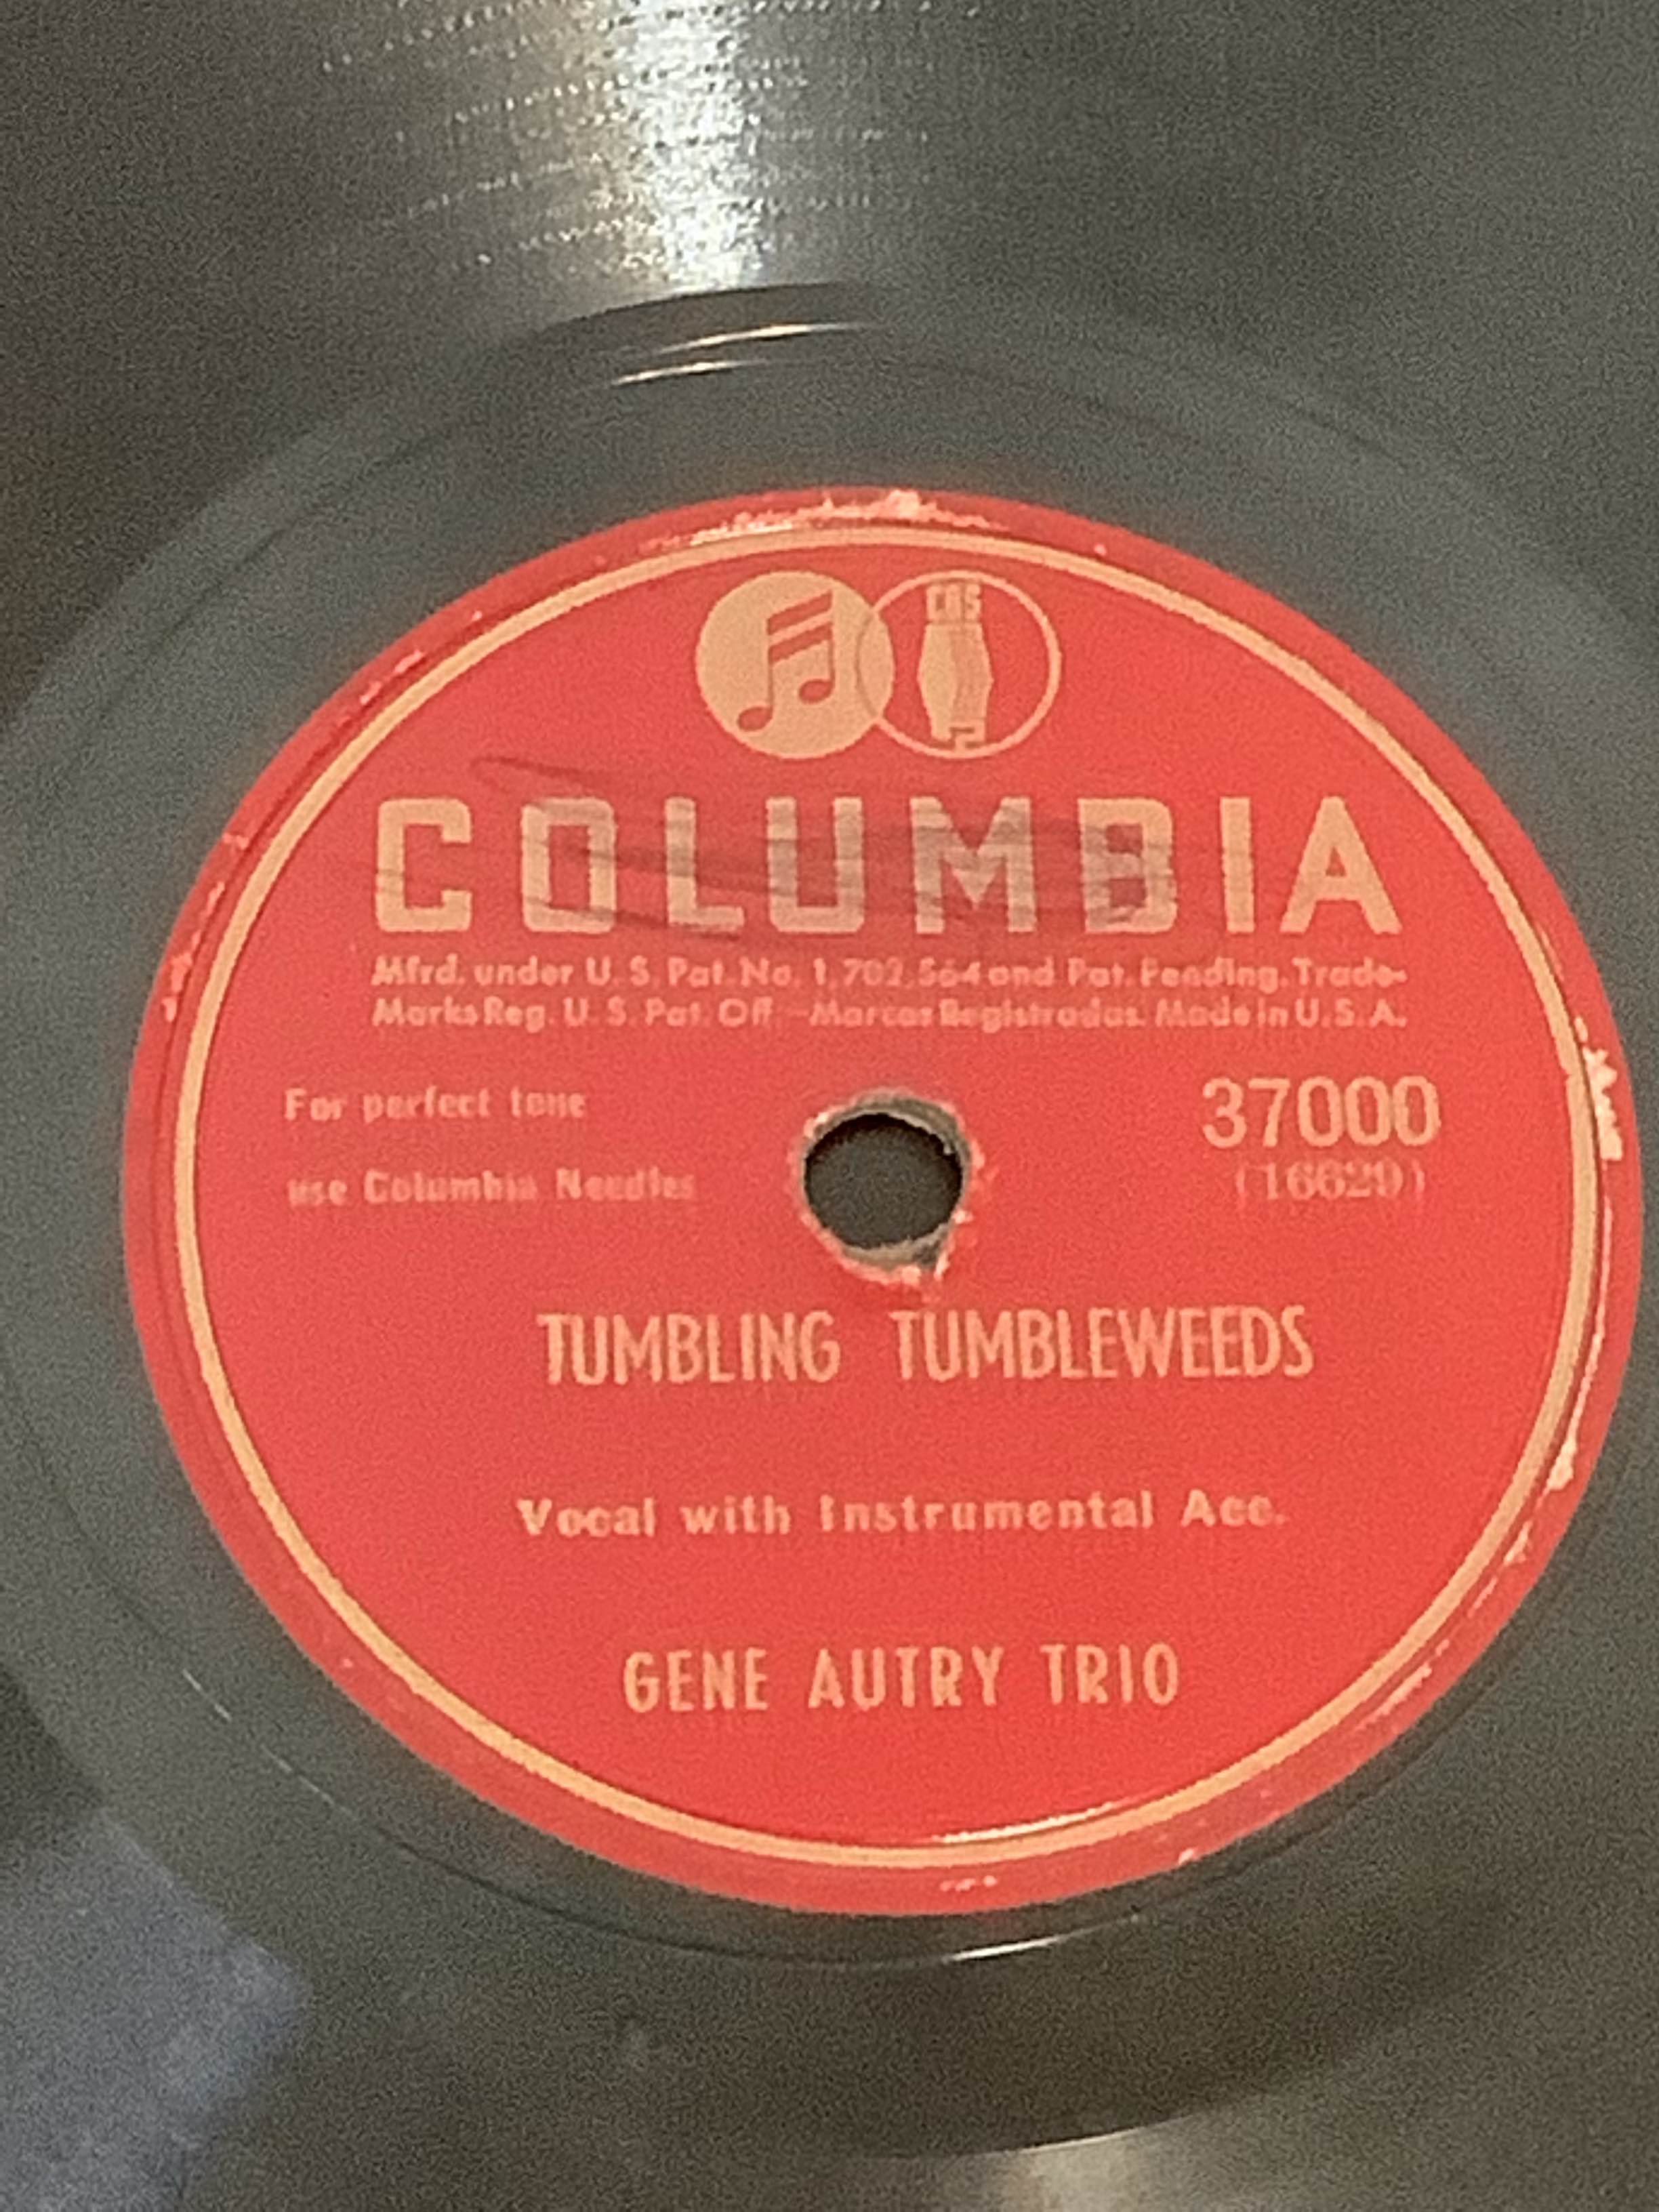 CBS
COLUMBIA
Mfrd. under U. S. Pat. No. 1,702,564 and Pat. Pending. Trade-
Marks Reg. U. S. Pat. Off. —Marcas Registradas. Made in U.S.A.
For perfect tone
37000
use Columbia Needles
(16629)
TUMBLING TUMBLEWEEDS
Vocal with Instrumental Acc.
GENE AUTRY TRIO